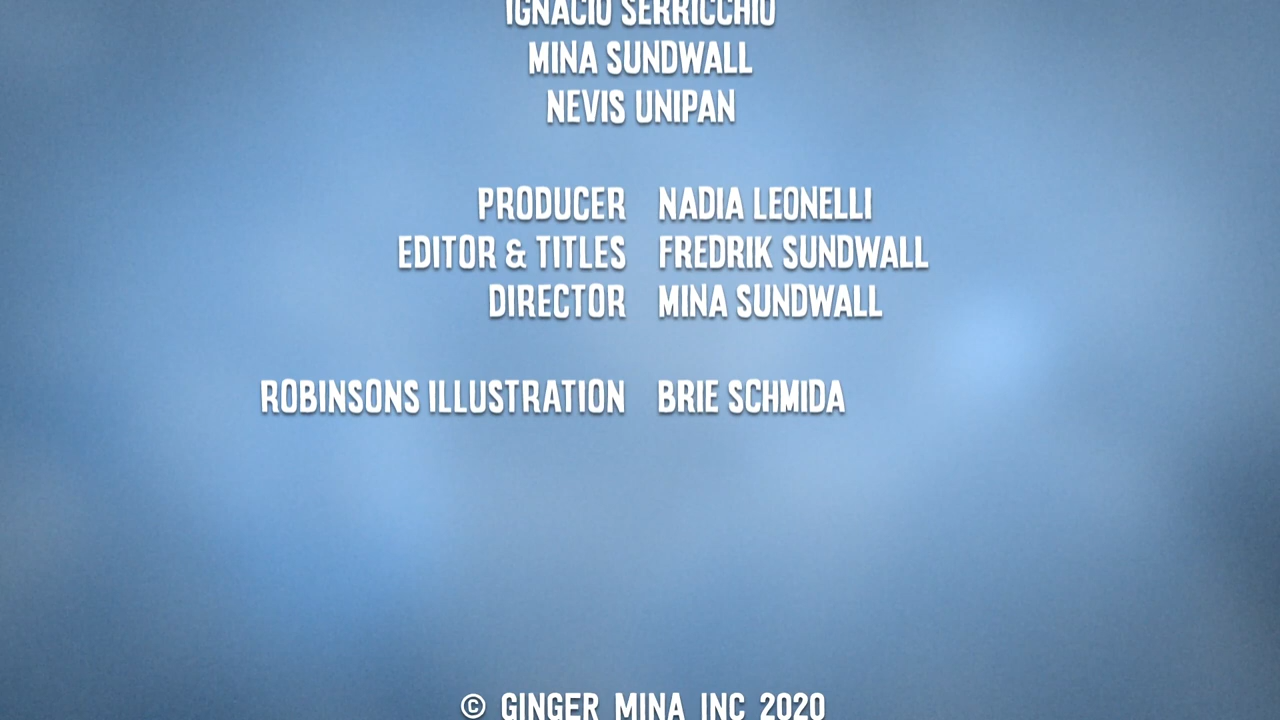 IGNACIO SERRICCHIO
MINA SUNDWALL
NEVIS UNIPAN
PRODUCER NADIA LEONELLI
EDITOR & TITLES FREDRIK SUNDWALL
DIRECTOR MINA SUNDWALL
ROBINSONS ILLUSTRATION BRIE SCHMIDA
© GINGER MINA INC 2020